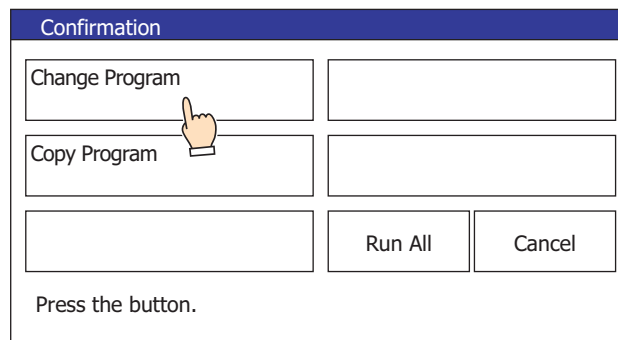 Confirmation
Change Program
Copy Program
Run All
Cancel
Press the button.